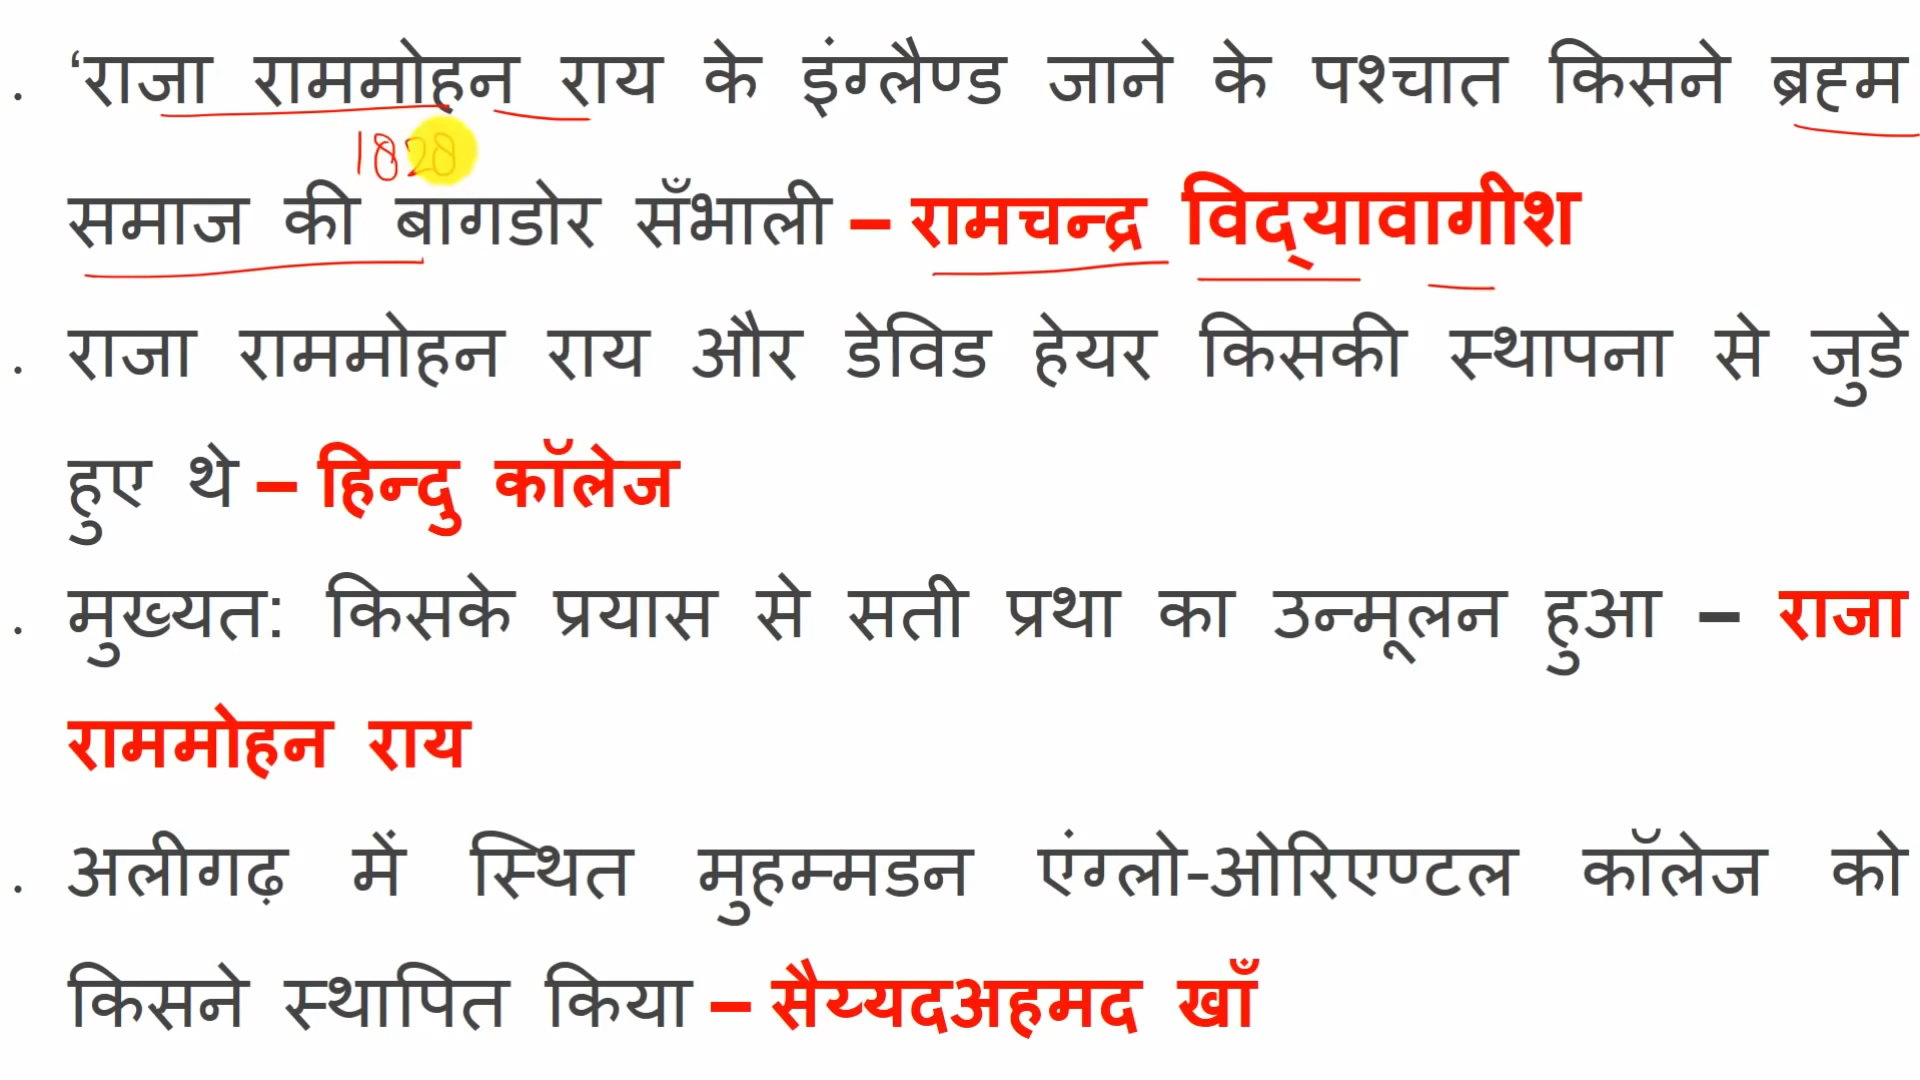 . ‘राजा राममोहन राय के इंग्लैण्ड जाने के पश्चात किसने ब्रह्म
1828
समाज की बागडोर सँभाली – रामचन्द्र विद्यावागीश
. राजा राममोहन राय और डेविड हेयर किसकी स्थापना से जुडे
हुए थे – हिन्दु कॉलेज
. मुख्यत: किसके प्रयास से सती प्रथा का उन्मूलन हुआ – राजा
राममोहन राय
. अलीगढ़ में स्थित मुहम्मडन एंग्लो-ओरिएण्टल कॉलेज को
किसने स्थापित किया – सैय्यदअहमद खाँ